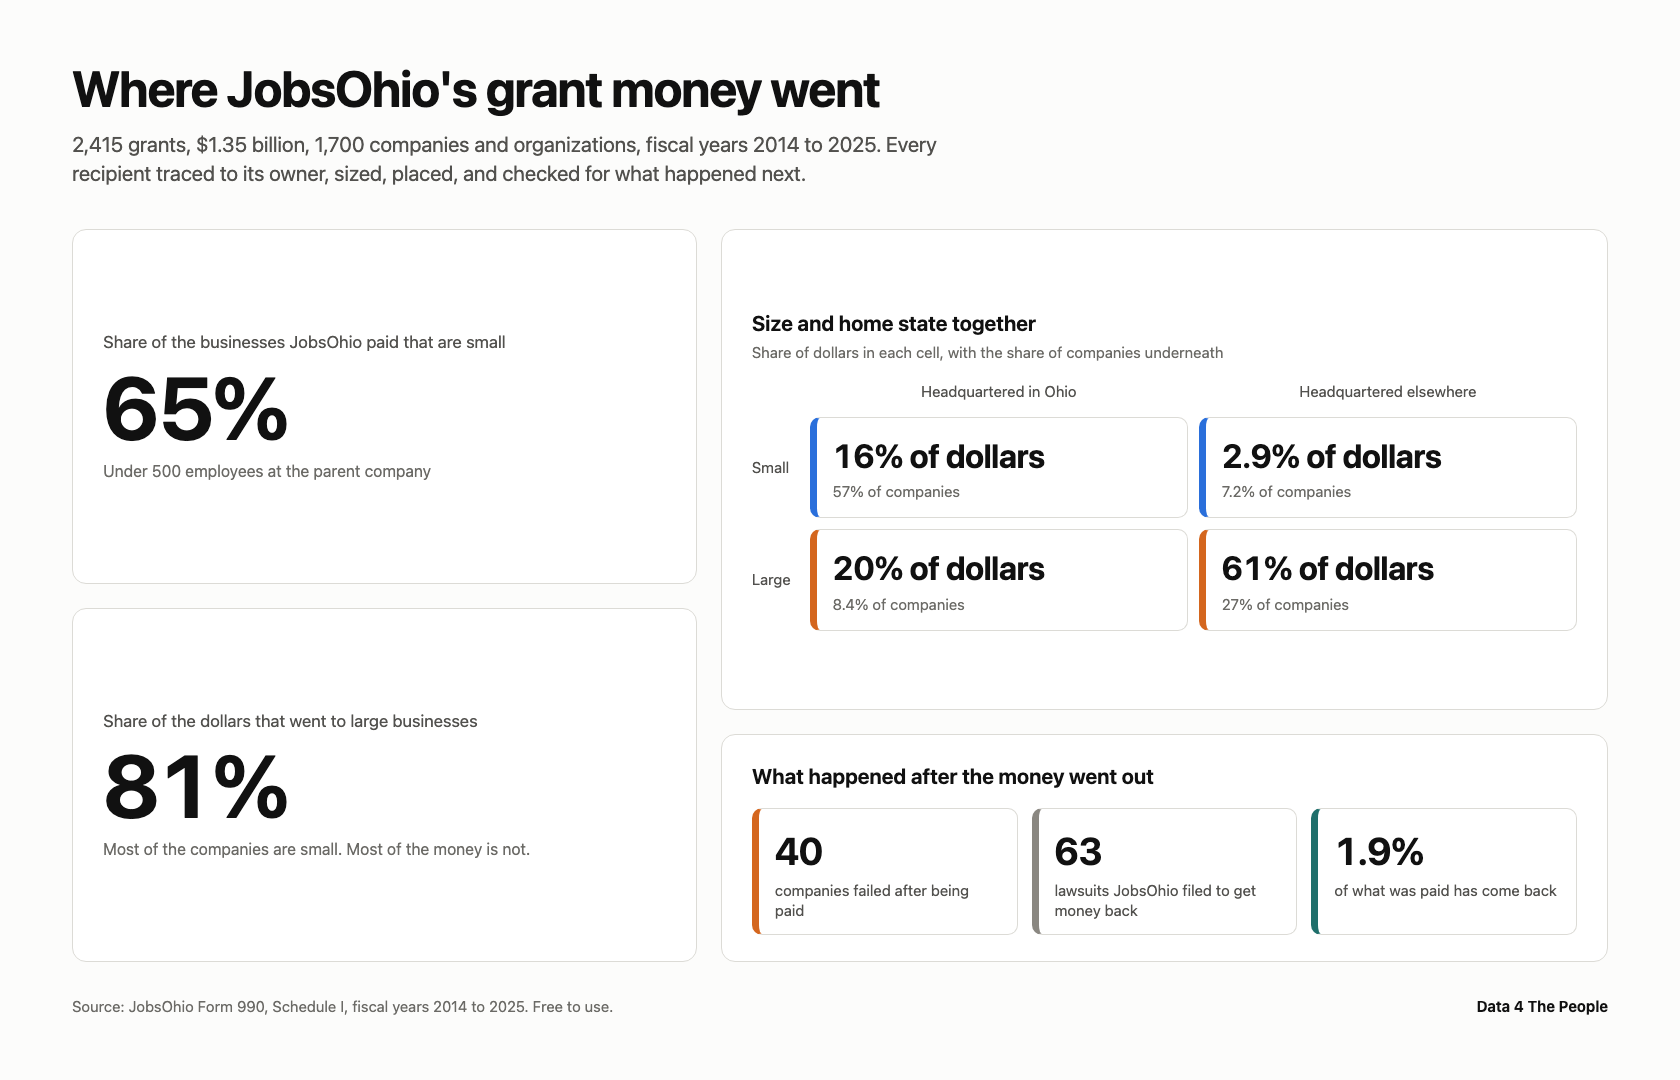 Where JobsOhio's grant money went
2,415 grants, $1.35 billion, 1,700 companies and organizations, fiscal years 2014 to 2025. Every
recipient traced to its owner, sized, placed, and checked for what happened next.
Share of the businesses JobsOhio paid that are small
65%
Under 500 employees at the parent company
Share of the dollars that went to large businesses
81%
Most of the companies are small. Most of the money is not.
Size and home state together
Share of dollars in each cell, with the share of companies underneath
Headquartered in Ohio
Headquartered elsewhere
Small
16% of dollars
57% of companies
2.9% of dollars
7.2% of companies
Large
20% of dollars
8.4% of companies
61% of dollars
27% of companies
What happened after the money went out
40
companies failed after being
paid
63
lawsuits JobsOhio filed to get
money back
1.9%
of what was paid has come back
Source: JobsOhio Form 990, Schedule I, fiscal years 2014 to 2025. Free to use.
Data 4 The People